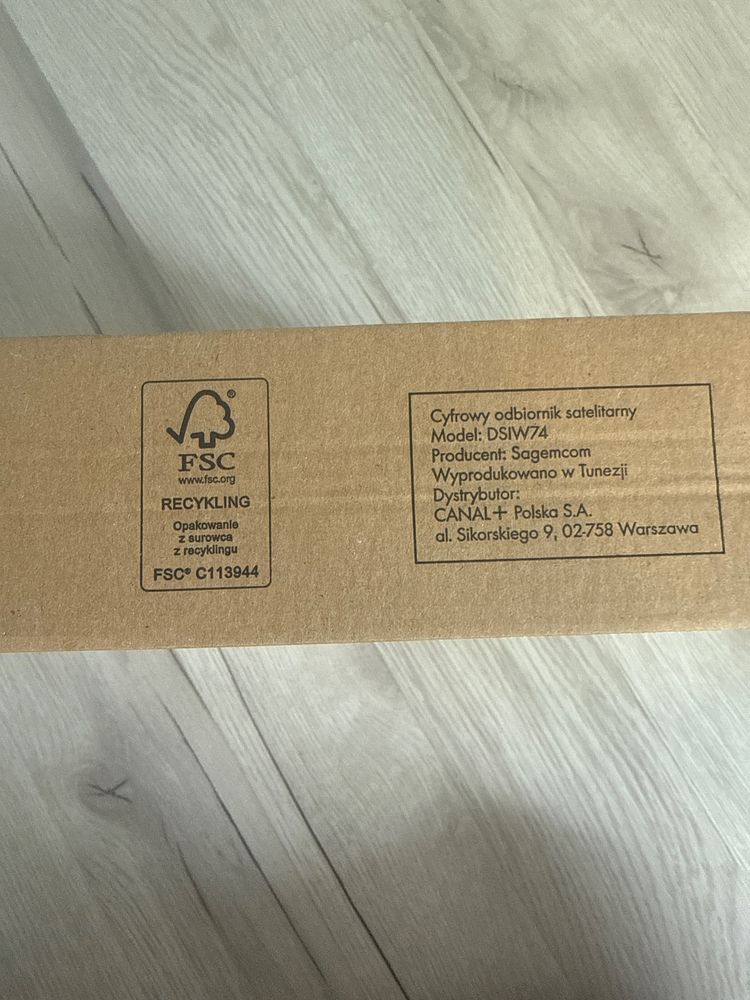 FSC®
www.fsc.org
RECYKLING
Opakowanie
z surowca
z recyklingu
FSC® C113944
Cyfrowy odbiornik satelitarny
Model: DSIW74
Producent: Sagemcom
Wyprodukowano w Tunezji
Dystrybutor:
CANAL+ Polska S.A.
al. Sikorskiego 9, 02-758 Warszawa